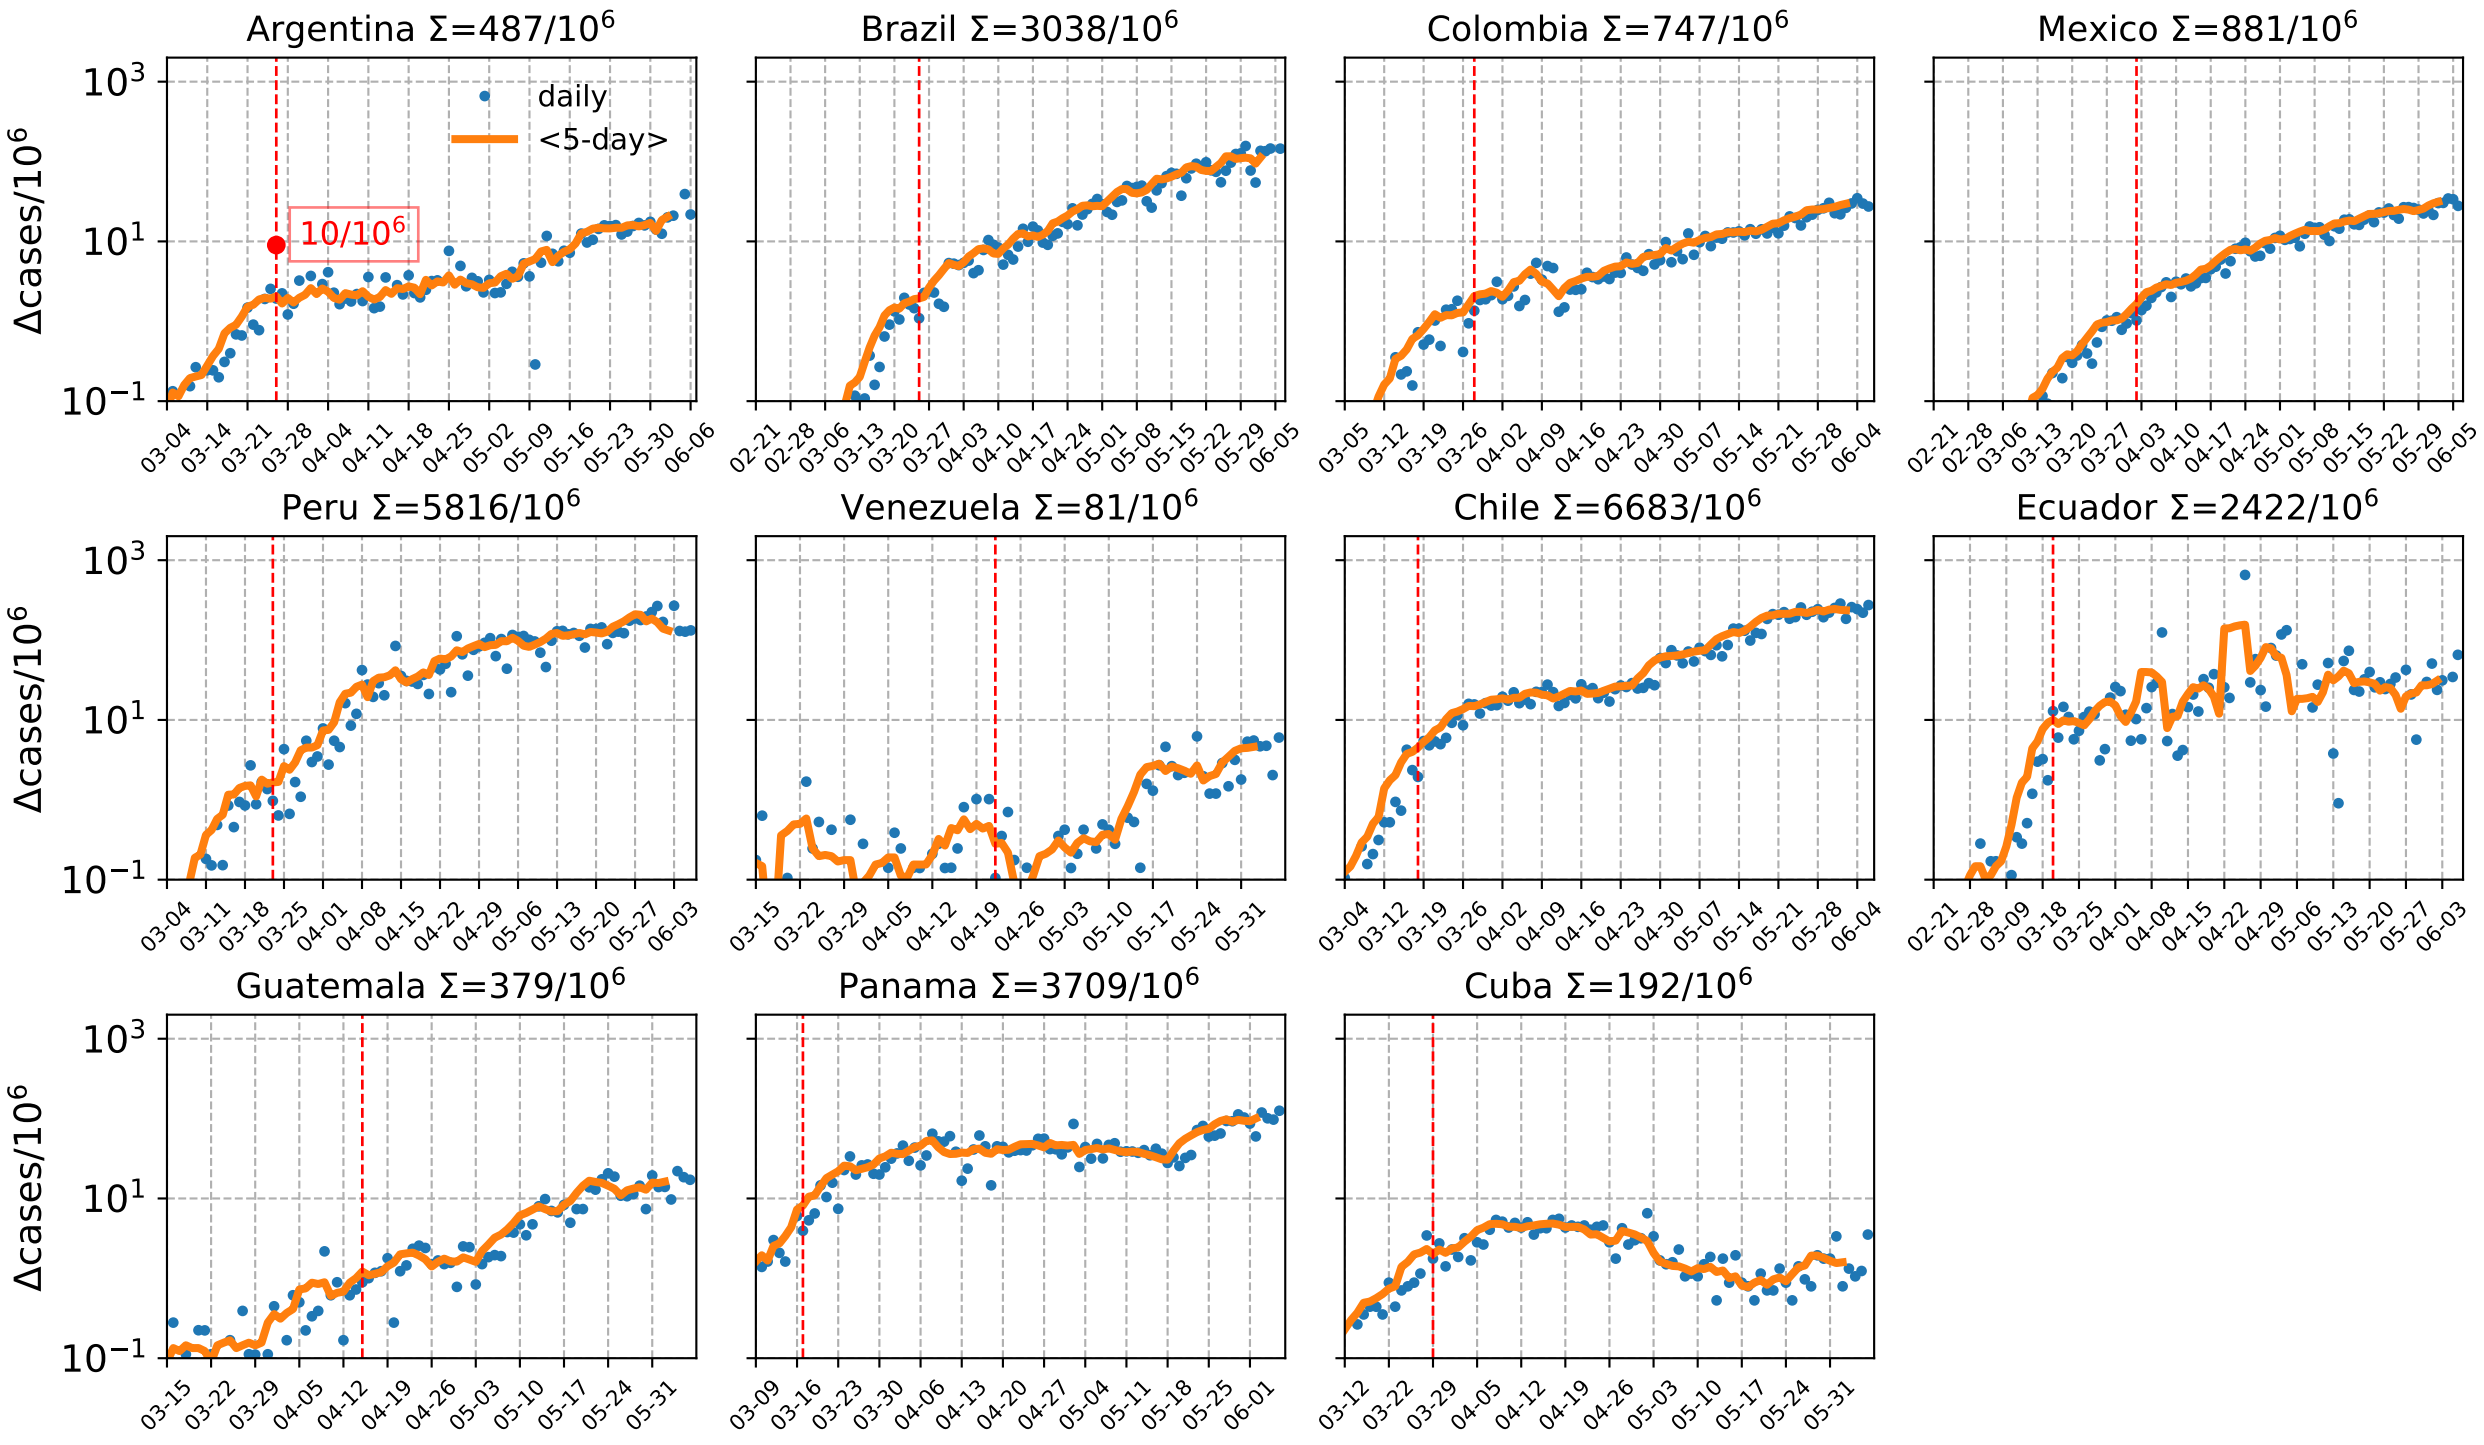 Argentina Σ=487/10⁶
Brazil Σ=3038/10⁶
Colombia Σ=747/10⁶
Mexico Σ=881/10⁶
Δcases/10⁶
10³
10¹
10⁻¹
daily
<5-day>
10/10⁶
03-04 03-14 03-21 03-28 04-04 04-11 04-18 04-25 05-02 05-09 05-16 05-23 05-30 06-06
02-21 02-28 03-06 03-13 03-20 03-27 04-03 04-10 04-17 04-24 05-01 05-08 05-15 05-22 05-29 06-05
03-05 03-12 03-19 03-26 04-02 04-09 04-16 04-23 04-30 05-07 05-14 05-21 05-28 06-04
02-21 02-28 03-06 03-13 03-20 03-27 04-03 04-10 04-17 04-24 05-01 05-08 05-15 05-22 05-29 06-05
Peru Σ=5816/10⁶
Venezuela Σ=81/10⁶
Chile Σ=6683/10⁶
Ecuador Σ=2422/10⁶
Δcases/10⁶
10³
10¹
10⁻¹
03-04 03-11 03-18 03-25 04-01 04-08 04-15 04-22 04-29 05-06 05-13 05-20 05-27 06-03
03-15 03-22 03-29 04-05 04-12 04-19 04-26 05-03 05-10 05-17 05-24 05-31
03-04 03-12 03-19 03-26 04-02 04-09 04-16 04-23 04-30 05-07 05-14 05-21 05-28 06-04
02-21 02-28 03-09 03-18 03-25 04-01 04-08 04-15 04-22 04-29 05-06 05-13 05-20 05-27 06-03
Guatemala Σ=379/10⁶
Panama Σ=3709/10⁶
Cuba Σ=192/10⁶
Δcases/10⁶
10³
10¹
10⁻¹
03-15 03-22 03-29 04-05 04-12 04-19 04-26 05-03 05-10 05-17 05-24 05-31
03-09 03-16 03-23 03-30 04-06 04-13 04-20 04-27 05-04 05-11 05-18 05-25 06-01
03-12 03-22 03-29 04-05 04-12 04-19 04-26 05-03 05-10 05-17 05-24 05-31